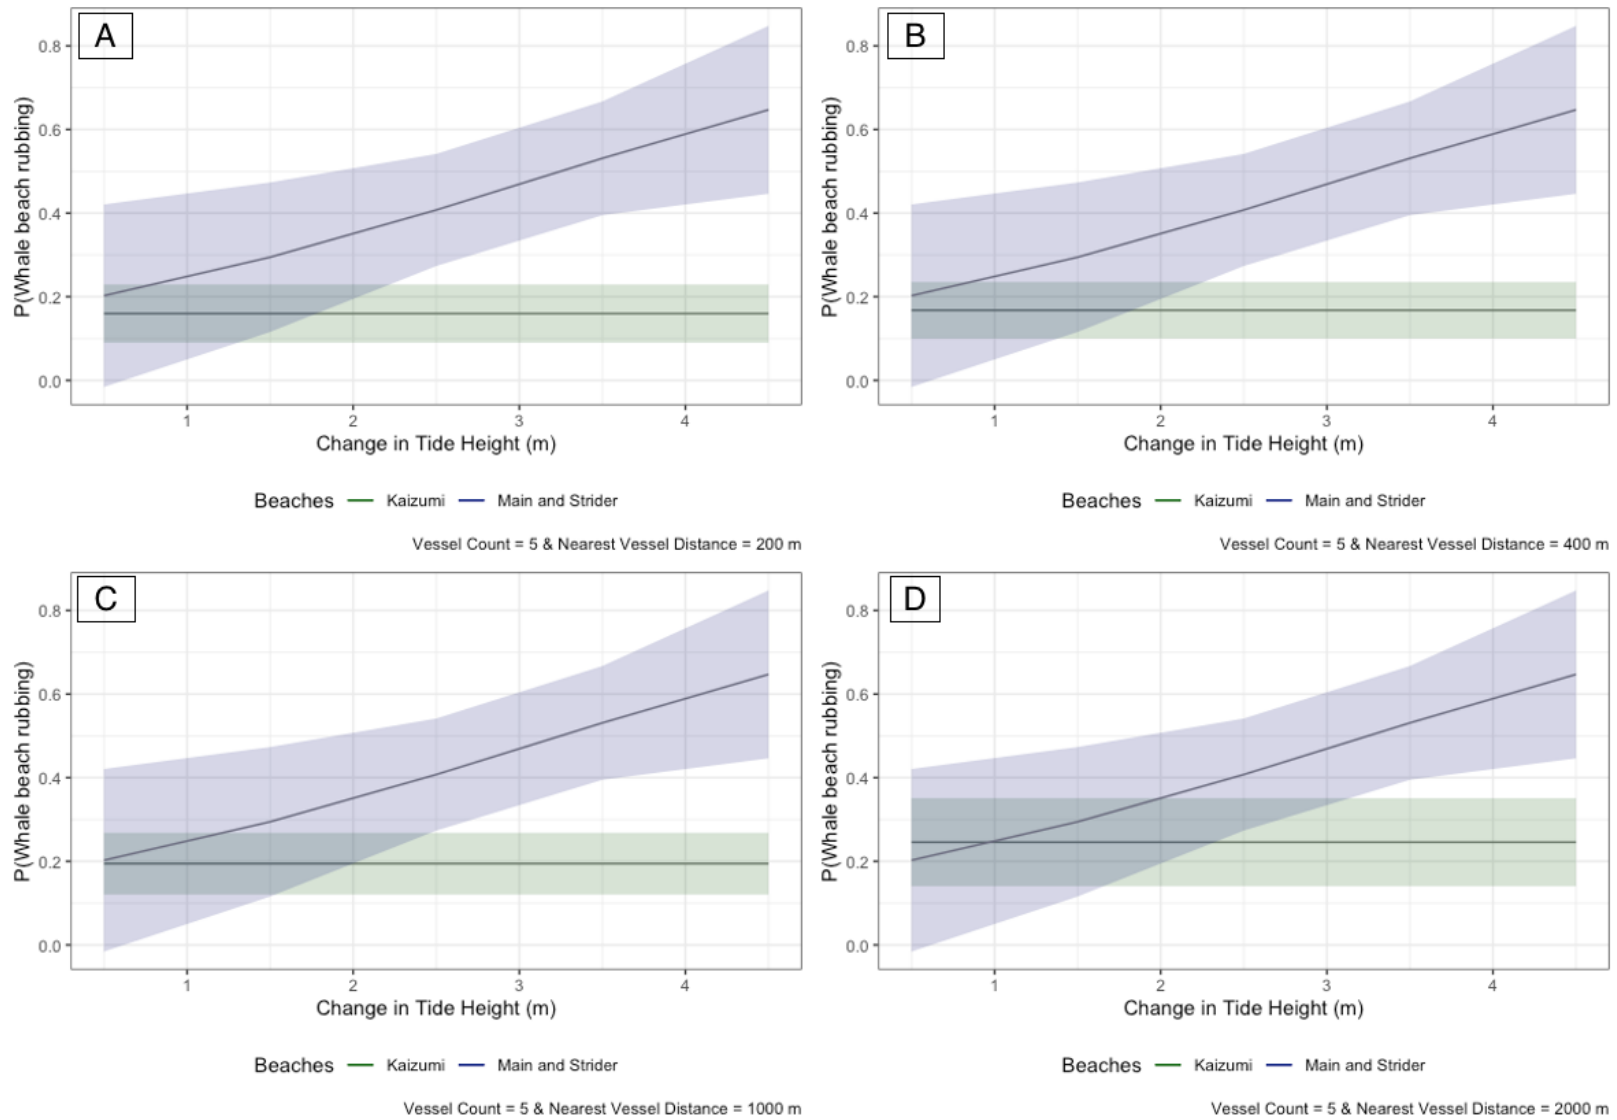 A
P(Whale beach rubbing)
0.8
0.6
0.4
0.2
0.0
1 2 3 4
Change in Tide Height (m)
Beaches Kaizumi Main and Strider
Vessel Count = 5 & Nearest Vessel Distance = 200 m
B
P(Whale beach rubbing)
0.8
0.6
0.4
0.2
0.0
1 2 3 4
Change in Tide Height (m)
Beaches Kaizumi Main and Strider
Vessel Count = 5 & Nearest Vessel Distance = 400 m
C
P(Whale beach rubbing)
0.8
0.6
0.4
0.2
0.0
1 2 3 4
Change in Tide Height (m)
Beaches Kaizumi Main and Strider
Vessel Count = 5 & Nearest Vessel Distance = 1000 m
D
P(Whale beach rubbing)
0.8
0.6
0.4
0.2
0.0
1 2 3 4
Change in Tide Height (m)
Beaches Kaizumi Main and Strider
Vessel Count = 5 & Nearest Vessel Distance = 2000 m